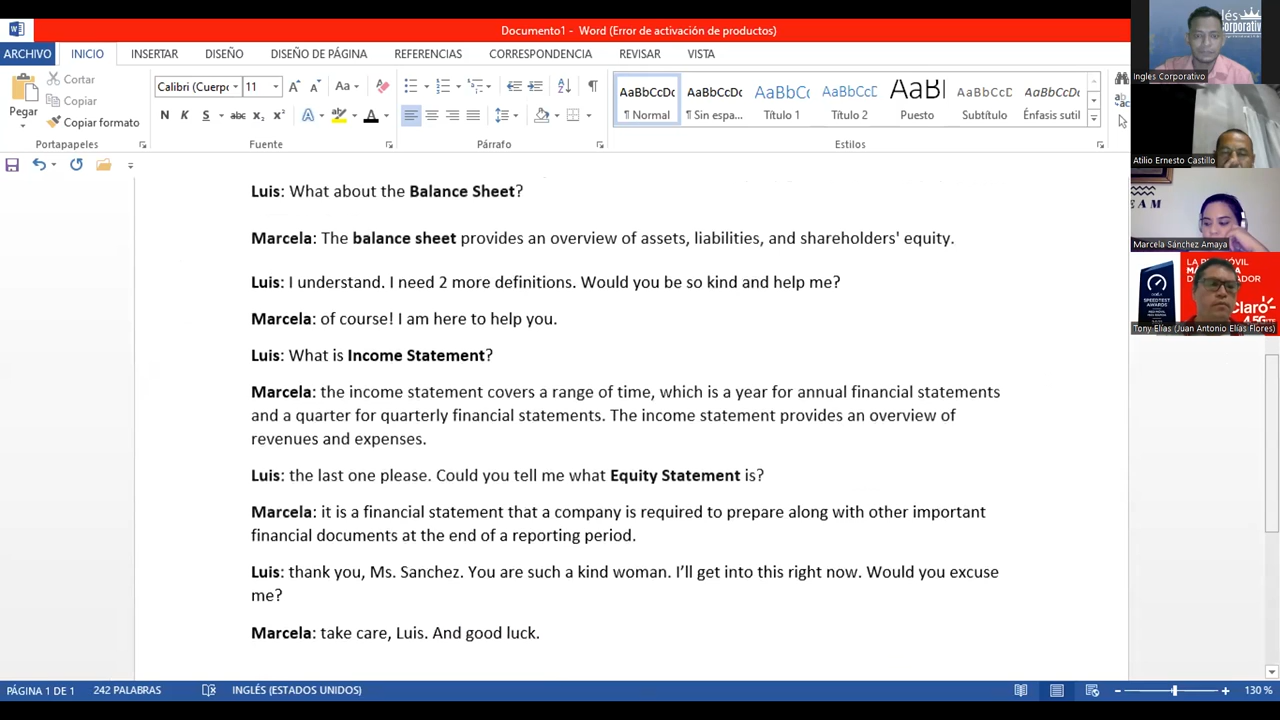 Documento1 - Word (Error de activación de productos)
ARCHIVO INICIO INSERTAR DISEÑO DISEÑO DE PÁGINA REFERENCIAS CORRESPONDENCIA REVISAR VISTA
Pegar
Cortar
Copiar
Copiar formato
Portapapeles
Calibri (Cuerpo 11
N K S abc x₂ x²
Fuente
Párrafo
AaBbCcDc AaBbCcDc AaBbCc AaBbCcD AaBl AaBbCcD AaBbCcDc
¶ Normal ¶ Sin espa... Título 1 Título 2 Puesto Subtítulo Énfasis sutil
Estilos
Luis: What about the Balance Sheet?
Marcela: The balance sheet provides an overview of assets, liabilities, and shareholders' equity.
Luis: I understand. I need 2 more definitions. Would you be so kind and help me?
Marcela: of course! I am here to help you.
Luis: What is Income Statement?
Marcela: the income statement covers a range of time, which is a year for annual financial statements
and a quarter for quarterly financial statements. The income statement provides an overview of
revenues and expenses.
Luis: the last one please. Could you tell me what Equity Statement is?
Marcela: it is a financial statement that a company is required to prepare along with other important
financial documents at the end of a reporting period.
Luis: thank you, Ms. Sanchez. You are such a kind woman. I'll get into this right now. Would you excuse
me?
Marcela: take care, Luis. And good luck.
PÁGINA 1 DE 1 242 PALABRAS INGLÉS (ESTADOS UNIDOS) 130 %
Ingles Corporativo
Atilio Ernesto Castillo
EAM
Marcela Sánchez Amaya
SPEEDTEST
AWARDS
Claro
4.5G
Tony Elías (Juan Antonio Elías Flores)